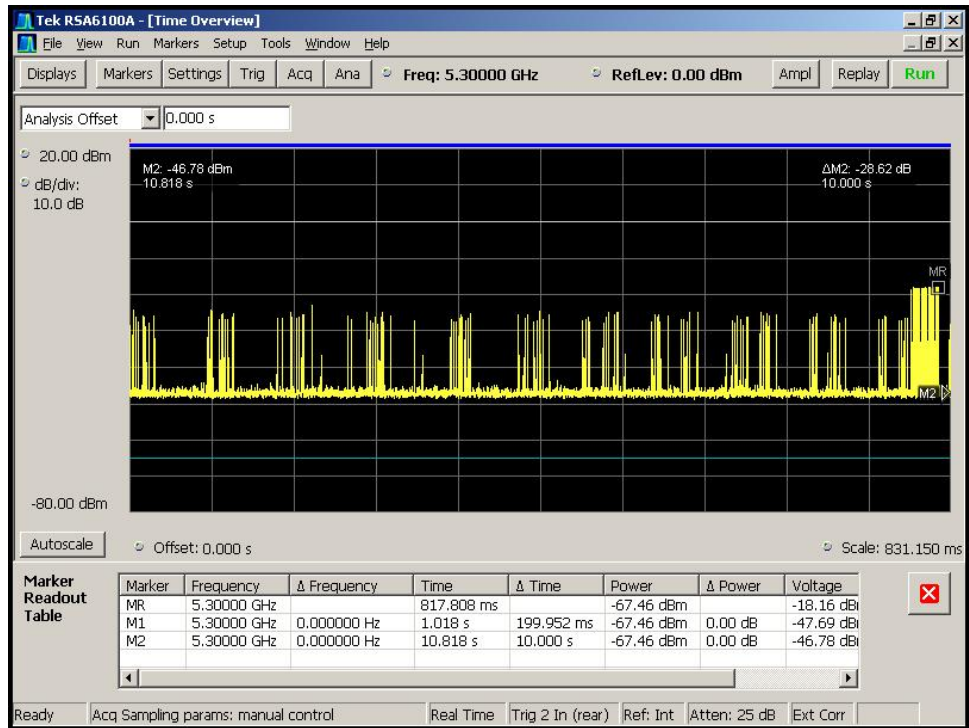 Tek RSA6100A - [Time Overview]
File View Run Markers Setup Tools Window Help
Displays Markers Settings Trig Acq Ana Freq: 5.30000 GHz RefLev: 0.00 dBm Ampl Replay Run
Analysis Offset 0.000 s
20.00 dBm
dB/div:
10.0 dB
M2: -46.78 dBm
10.818 s
ΔM2: -28.62 dB
10.000 s
MR
M2
-80.00 dBm
Autoscale Offset: 0.000 s Scale: 831.150 ms
Marker
Readout
Table
Marker Frequency Δ Frequency Time Δ Time Power Δ Power Voltage
MR 5.30000 GHz 817.808 ms -67.46 dBm -18.16 dB
M1 5.30000 GHz 0.000000 Hz 1.018 s 199.952 ms -67.46 dBm 0.00 dB -47.69 dB
M2 5.30000 GHz 0.000000 Hz 10.818 s 10.000 s -67.46 dBm 0.00 dB -46.78 dB
Ready Acq Sampling params: manual control Real Time Trig 2 In (rear) Ref: Int Atten: 25 dB Ext Corr